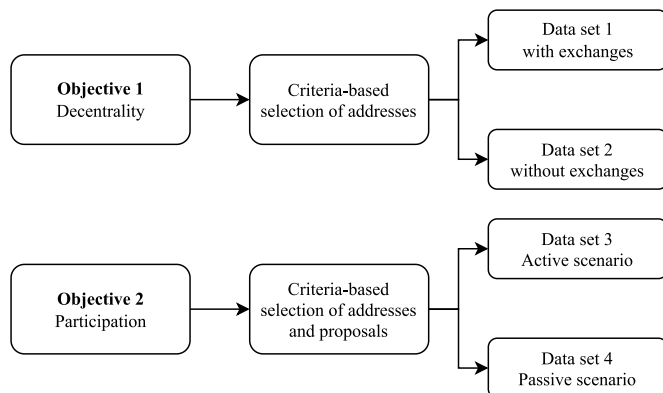 Objective 1
Decentrality
Criteria-based
selection of addresses
Data set 1
with exchanges
Data set 2
without exchanges
Objective 2
Participation
Criteria-based
selection of addresses
and proposals
Data set 3
Active scenario
Data set 4
Passive scenario